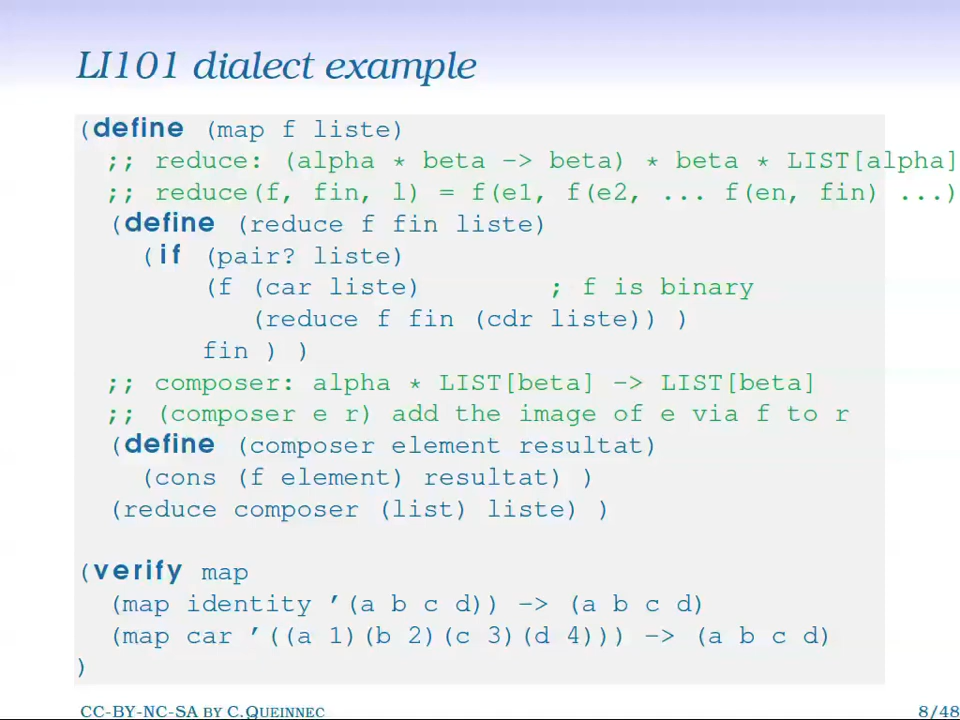 LI101 dialect example
(define (map f liste)
;; reduce: (alpha * beta -> beta) * beta * LIST[alpha]
;; reduce(f, fin, l) = f(e1, f(e2, ... f(en, fin) ...)
(define (reduce f fin liste)
(if (pair? liste)
(f (car liste) ; f is binary
(reduce f fin (cdr liste)) )
fin ) )
;; composer: alpha * LIST[beta] -> LIST[beta]
;; (composer e r) add the image of e via f to r
(define (composer element resultat)
(cons (f element) resultat) )
(reduce composer (list) liste) )
(verify map
(map identity '(a b c d)) -> (a b c d)
(map car '((a 1)(b 2)(c 3)(d 4))) -> (a b c d)
)
CC-BY-NC-SA BY C.QUEINNEC 8/48